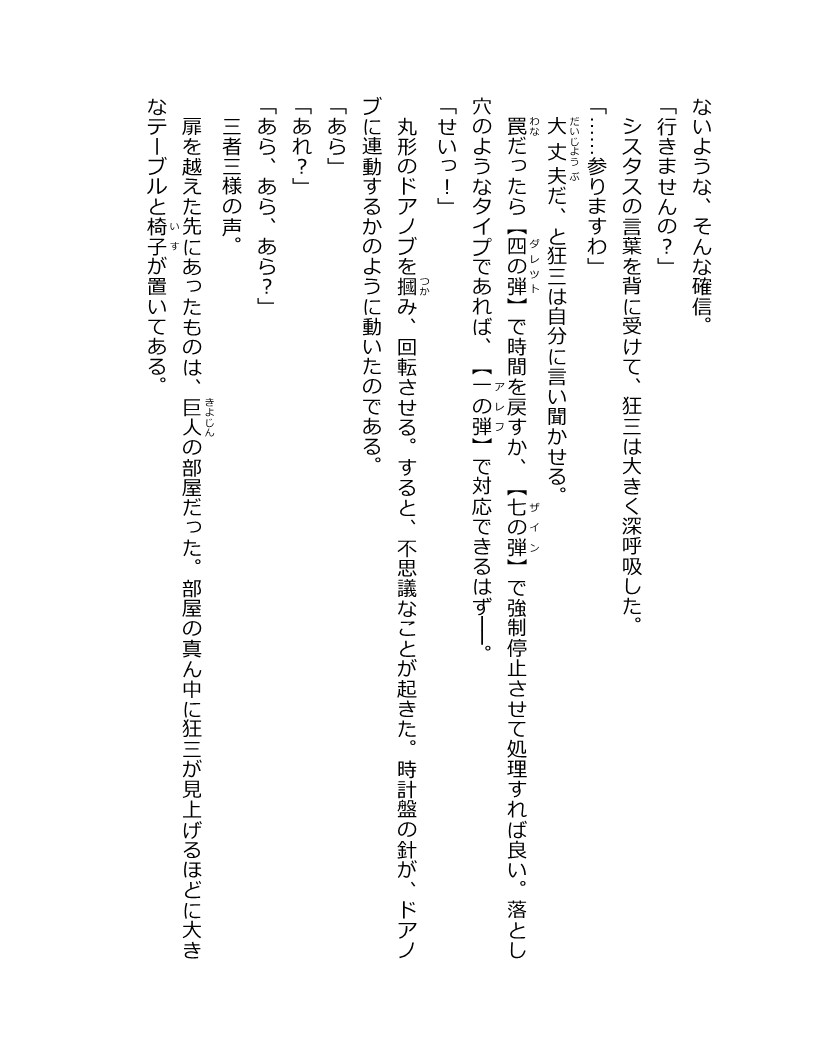 ないような、そんな確信。
「行きませんの？」
シスタスの言葉を背に受けて、狂三は大きく深呼吸した。
「……参りますわ」
大丈夫だ、と狂三は自分に言い聞かせる。
罠だったら【四の弾】で時間を戻すか、【七の弾】で強制停止させて処理すれば良い。落とし
穴のようなタイプであれば、【一の弾】で対応できるはず――。
「せいっ！」
丸形のドアノブを摑み、回転させる。すると、不思議なことが起きた。時計盤の針が、ドアノ
ブに連動するかのように動いたのである。
「あら」
「あれ？」
「あら、あら、あら？」
三者三様の声。
扉を越えた先にあったものは、巨人の部屋だった。部屋の真ん中に狂三が見上げるほどに大き
なテーブルと椅子が置いてある。